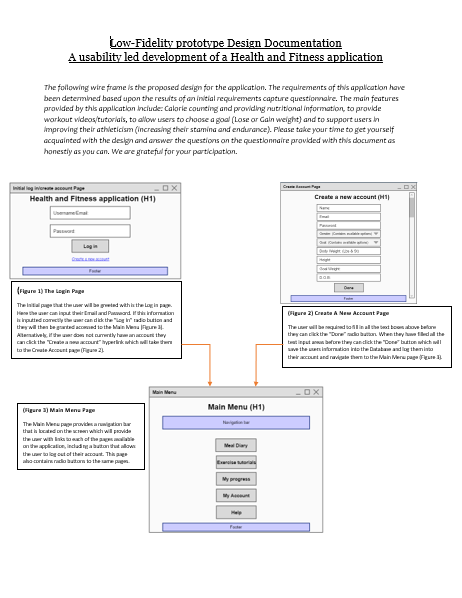 Low-Fidelity prototype Design Documentation
A usability led development of a Health and Fitness application
The following wire frame is the proposed design for the application. The requirements of this application have
been determined based upon the results of an initial requirements capture questionnaire. The main features
provided by this application include: Calorie counting and providing nutritional information, to provide
workout videos/tutorials, to allow users to choose a goal (Lose or Gain weight) and to support users in
improving their athleticism (increasing their stamina and endurance). Please take your time to get yourself
acquainted with the design and answer the questions on the questionnaire provided with this document as
honestly as you can. We are grateful for your participation.
Initial log in/create account Page
Health and Fitness application (H1)
Username/Email
Password
Log in
Create a new account
Footer
Create Account Page
Create a new account (H1)
Name
Email
Password
Gender (Contains available options)
Goal (Contains available options)
Body Weight (Lbs & St)
Height
Goal Weight
D.O.B
Done
Footer
(Figure 1) The Login Page
The initial page that the user will be greeted with is the Log in page.
Here the user can input their Email and Password. If this information
is inputted correctly the user can click the "Log in" radio button and
they will then be granted accessed to the Main Menu (Figure 3).
Alternatively, if the user does not currently have an account they
can click the "Create a new account" hyperlink which will take them
to the Create Account page (Figure 2).
(Figure 2) Create A New Account Page
The user will be required to fill in all the text boxes above before
they can click the "Done" radio button. When they have filled all the
text input areas before they can click the "Done" button which will
save the users information into the Database and log them into
their account and navigate them to the Main Menu page (Figure 3).
Main Menu
Main Menu (H1)
Navigation bar
Meal Diary
Exercise tutorials
My progress
My Account
Help
Footer
(Figure 3) Main Menu Page
The Main Menu page provides a navigation bar
that is located on the screen which will provide
the user with links to each of the pages available
on the application, including a button that allows
the user to log out of their account. This page
also contains radio buttons to the same pages.